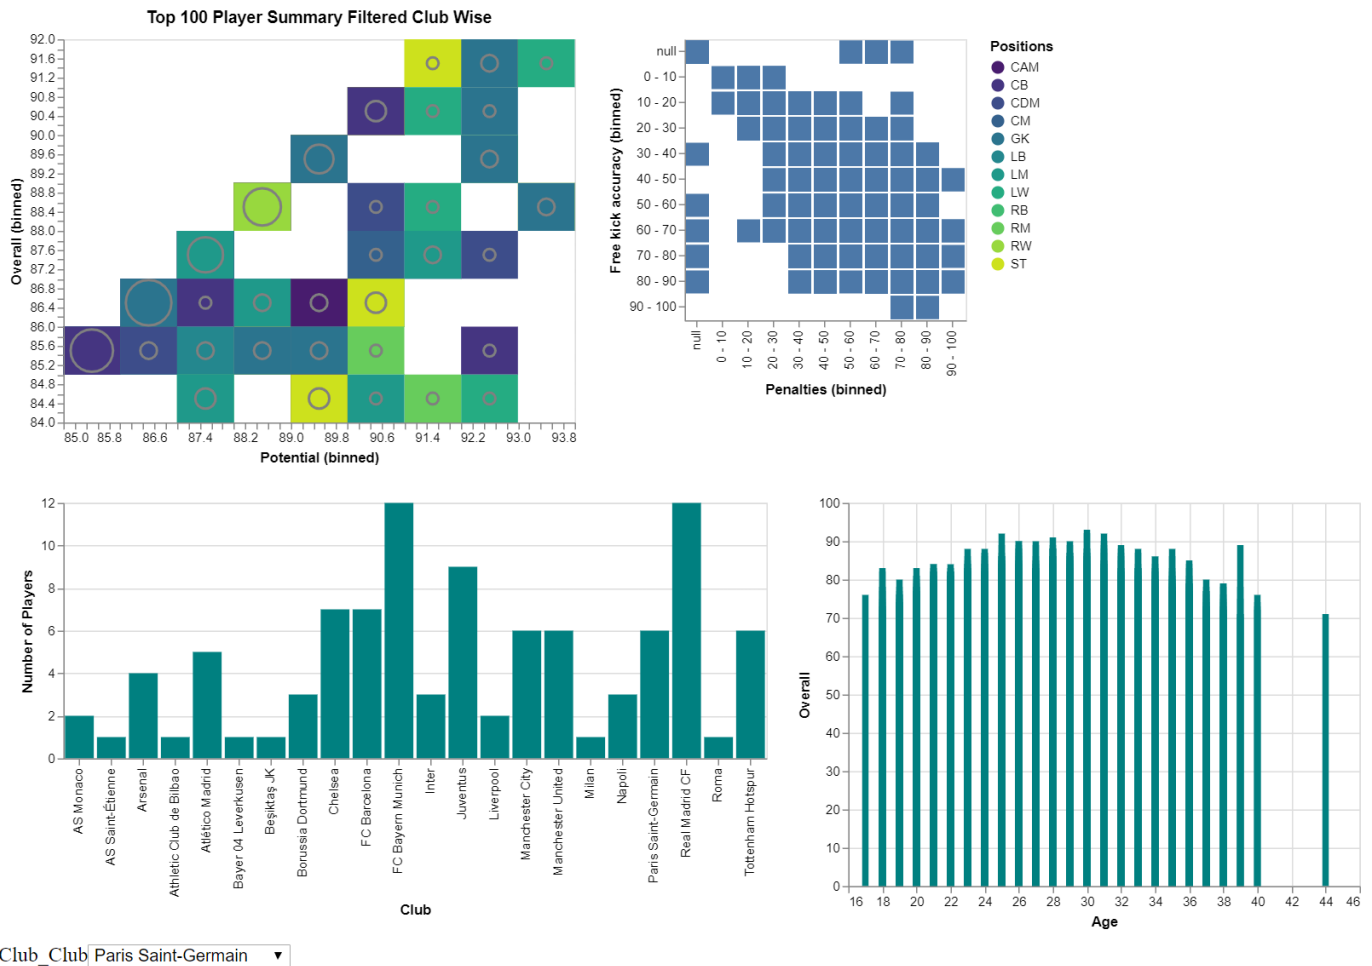 Top 100 Player Summary Filtered Club Wise
Overall (binned)
92.0
91.6
91.2
90.8
90.4
90.0
89.6
89.2
88.8
88.4
88.0
87.6
87.2
86.8
86.4
86.0
85.6
85.2
84.8
84.4
84.0
85.0 85.8 86.6 87.4 88.2 89.0 89.8 90.6 91.4 92.2 93.0 93.8
Potential (binned)
Free kick accuracy (binned)
null
0 - 10
10 - 20
20 - 30
30 - 40
40 - 50
50 - 60
60 - 70
70 - 80
80 - 90
90 - 100
null
0 - 10
10 - 20
20 - 30
30 - 40
40 - 50
50 - 60
60 - 70
70 - 80
80 - 90
90 - 100
Penalties (binned)
Positions
CAM
CB
CDM
CM
GK
LB
LM
LW
RB
RM
RW
ST
Number of Players
12
10
8
6
4
2
0
AS Monaco
AS Saint-Étienne
Arsenal
Athletic Club de Bilbao
Atlético Madrid
Bayer 04 Leverkusen
Beşiktaş JK
Borussia Dortmund
Chelsea
FC Barcelona
FC Bayern Munich
Inter
Juventus
Liverpool
Manchester City
Manchester United
Milan
Napoli
Paris Saint-Germain
Real Madrid CF
Roma
Tottenham Hotspur
Club
Overall
100
90
80
70
60
50
40
30
20
10
0
16 18 20 22 24 26 28 30 32 34 36 38 40 42 44 46
Age
Club_Club Paris Saint-Germain